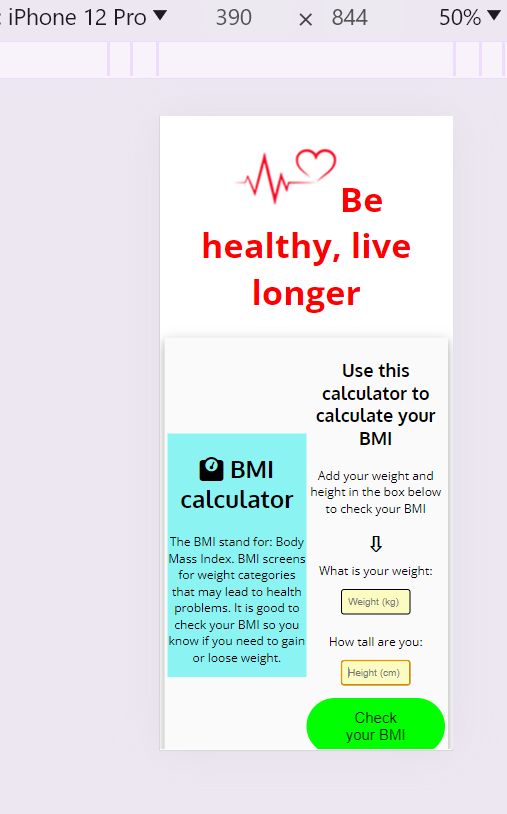 : iPhone 12 Pro ▼ 390 × 844 50% ▼
Be
healthy, live
longer
BMI
calculator
The BMI stand for: Body
Mass Index. BMI screens
for weight categories
that may lead to health
problems. It is good to
check your BMI so you
know if you need to gain
or loose weight.
Use this
calculator to
calculate your
BMI
Add your weight and
height in the box below
to check your BMI
⇩
What is your weight:
Weight (kg)
How tall are you:
Height (cm)
Check
your BMI